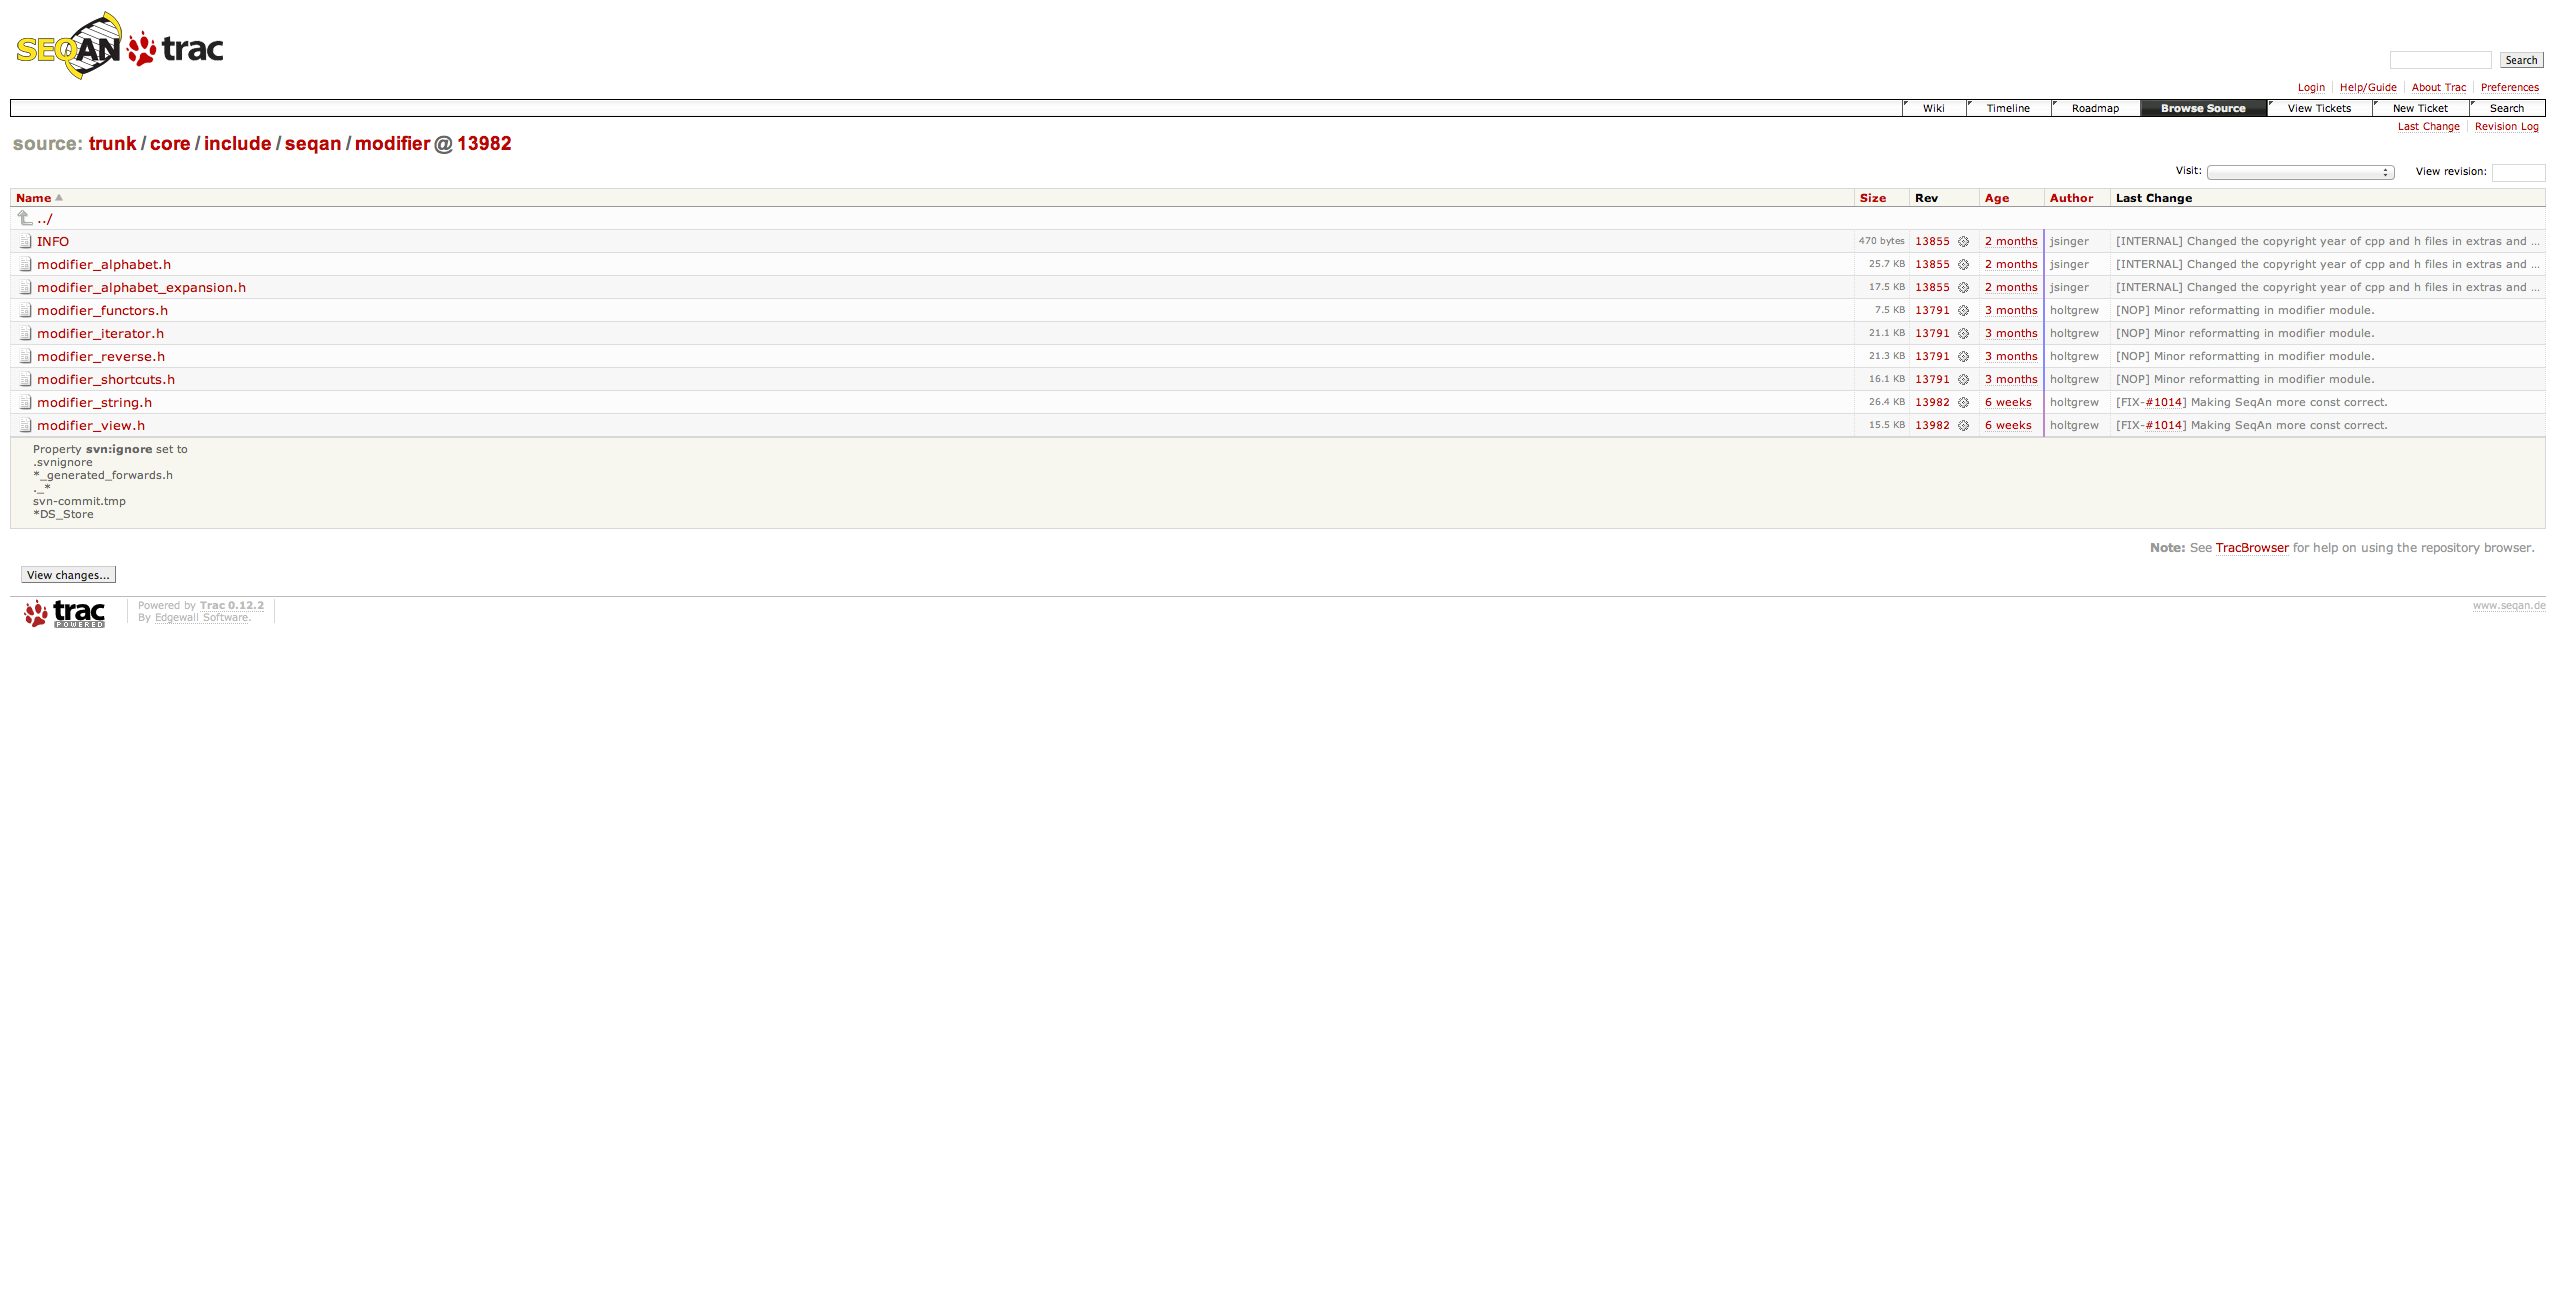 SEQAN trac
Search
Login Help/Guide About Trac Preferences
Wiki Timeline Roadmap Browse Source View Tickets New Ticket Search
Last Change Revision Log
source: trunk / core / include / seqan / modifier @ 13982
Visit: View revision:
Name Size Rev Age Author Last Change
../
INFO 470 bytes 13855 2 months jsinger [INTERNAL] Changed the copyright year of cpp and h files in extras and ...
modifier_alphabet.h 25.7 KB 13855 2 months jsinger [INTERNAL] Changed the copyright year of cpp and h files in extras and ...
modifier_alphabet_expansion.h 17.5 KB 13855 2 months jsinger [INTERNAL] Changed the copyright year of cpp and h files in extras and ...
modifier_functors.h 7.5 KB 13791 3 months holtgrew [NOP] Minor reformatting in modifier module.
modifier_iterator.h 21.1 KB 13791 3 months holtgrew [NOP] Minor reformatting in modifier module.
modifier_reverse.h 21.3 KB 13791 3 months holtgrew [NOP] Minor reformatting in modifier module.
modifier_shortcuts.h 16.1 KB 13791 3 months holtgrew [NOP] Minor reformatting in modifier module.
modifier_string.h 26.4 KB 13982 6 weeks holtgrew [FIX-#1014] Making SeqAn more const correct.
modifier_view.h 15.5 KB 13982 6 weeks holtgrew [FIX-#1014] Making SeqAn more const correct.
Property svn:ignore set to
.svnignore
*_generated_forwards.h
._*
svn-commit.tmp
*DS_Store
Note: See TracBrowser for help on using the repository browser.
View changes...
trac POWERED
Powered by Trac 0.12.2
By Edgewall Software.
www.seqan.de